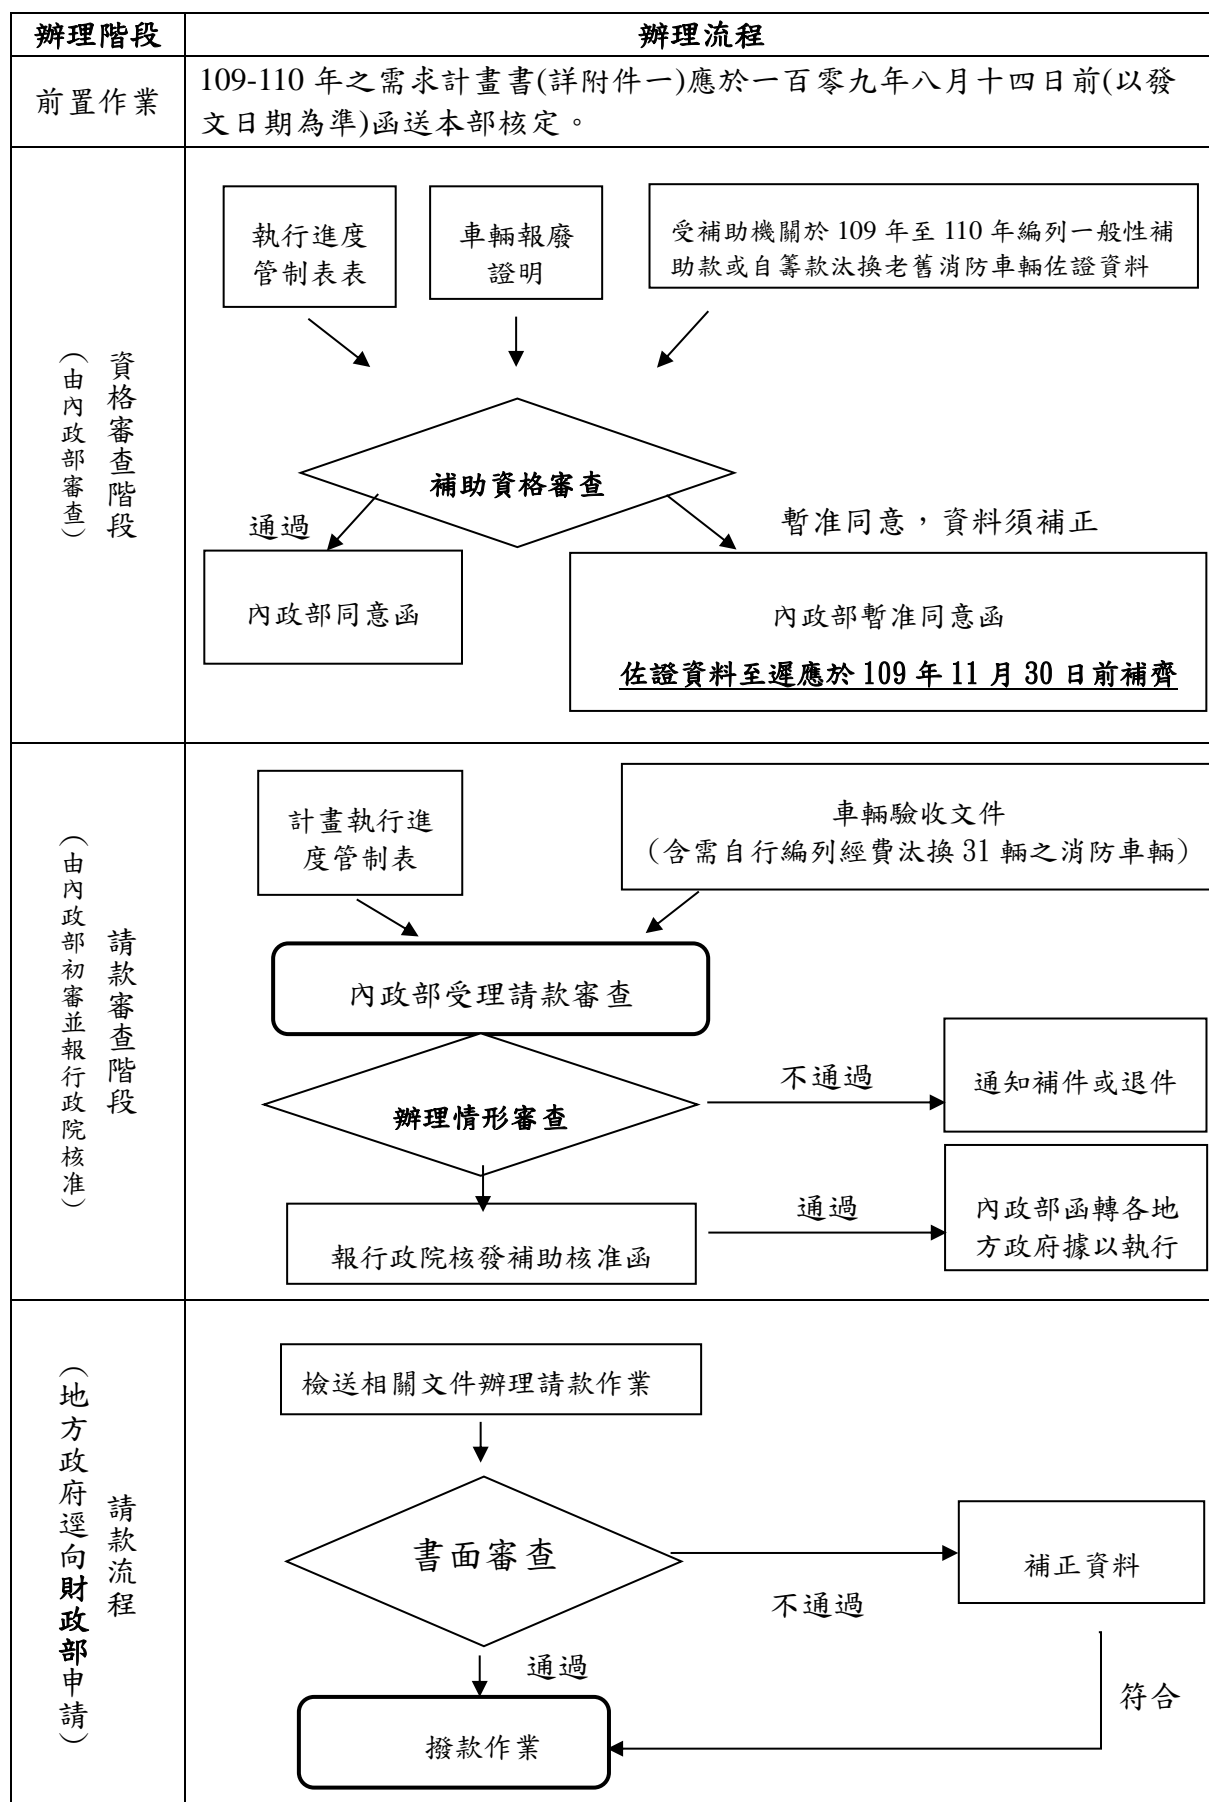 辦理階段
辦理流程
前置作業
109-110 年之需求計畫書(詳附件一)應於一百零九年八月十四日前(以發
文日期為準)函送本部核定。
資格審查階段
（由內政部審查）
執行進度
管制表表
車輛報廢
證明
受補助機關於 109 年至 110 年編列一般性補
助款或自籌款汰換老舊消防車輛佐證資料
補助資格審查
通過
暫准同意，資料須補正
內政部同意函
內政部暫准同意函
佐證資料至遲應於 109 年 11 月 30 日前補齊
請款審查階段
（由內政部初審並報行政院核准）
計畫執行進
度管制表
車輛驗收文件
（含需自行編列經費汰換 31 輛之消防車輛）
內政部受理請款審查
辦理情形審查
不通過
通知補件或退件
報行政院核發補助核准函
通過
內政部函轉各地
方政府據以執行
請款流程
（地方政府逕向財政部申請）
檢送相關文件辦理請款作業
書面審查
不通過
補正資料
通過
符合
撥款作業